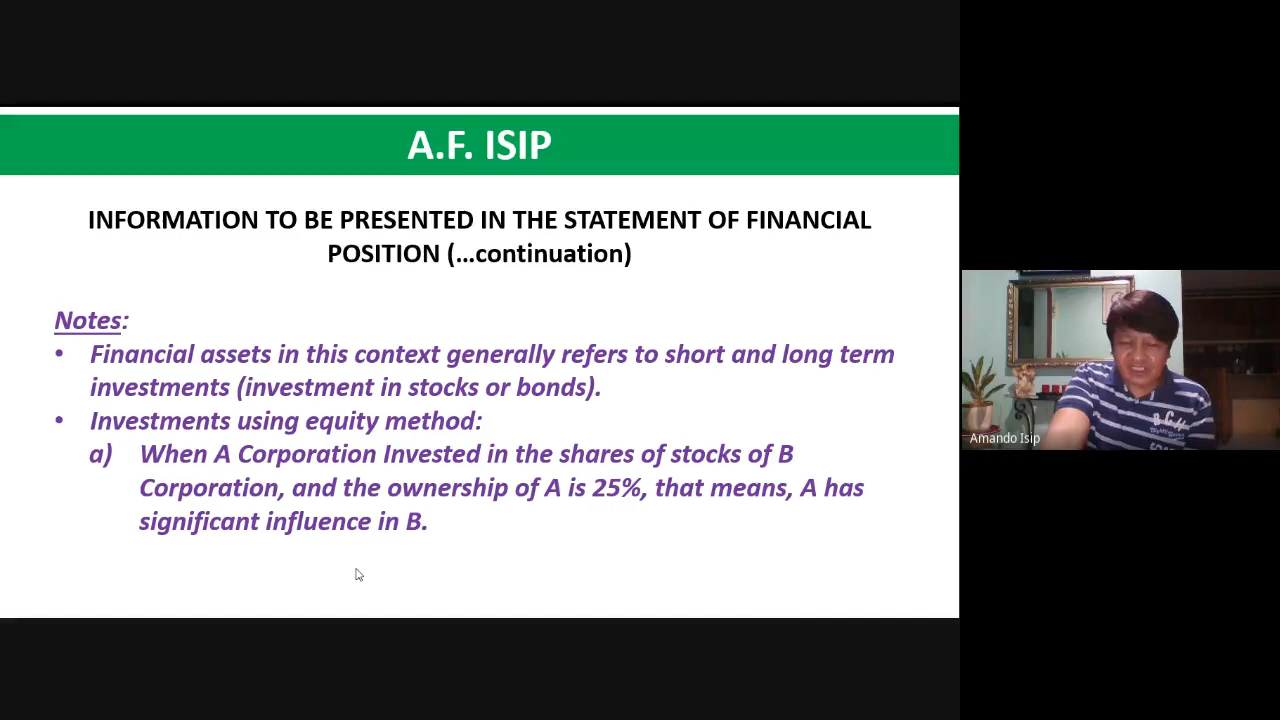 A.F. ISIP
INFORMATION TO BE PRESENTED IN THE STATEMENT OF FINANCIAL
POSITION (...continuation)
Notes:
• Financial assets in this context generally refers to short and long term
investments (investment in stocks or bonds).
• Investments using equity method:
a) When A Corporation Invested in the shares of stocks of B
Corporation, and the ownership of A is 25%, that means, A has
significant influence in B.
Amando Isip